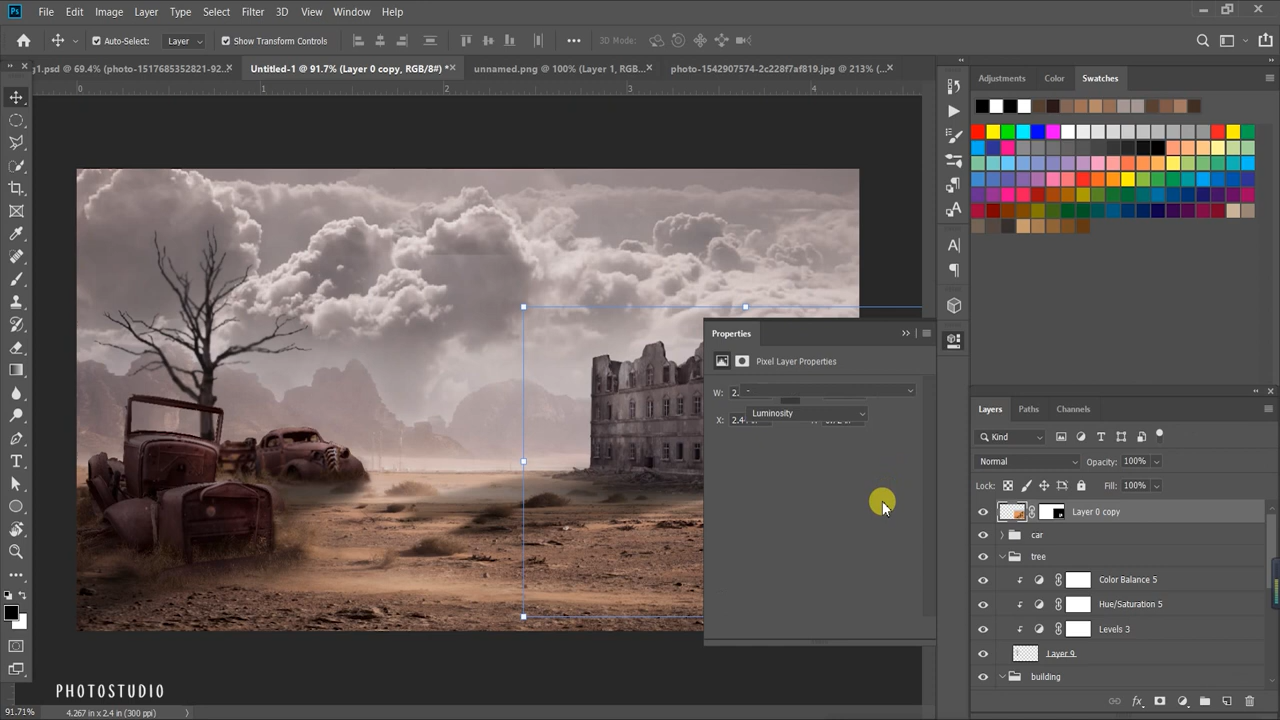 Ps File Edit Image Layer Type Select Filter 3D View Window Help
Auto-Select: Layer Show Transform Controls 3D Mode:
g1.psd @ 69.4% (photo-1517685352821-92... × Untitled-1 @ 91.7% (Layer 0 copy, RGB/8#) * × unnamed.png @ 100% (Layer 1, RGB... × photo-1542907574-2c228f7af819.jpg @ 213% (... ×
0 1 2 3 4
Adjustments Color Swatches
Properties
Pixel Layer Properties
W: 2. -
Luminosity
X: 2.4
Layers Paths Channels
Kind
Normal Opacity: 100%
Lock: Fill: 100%
Layer 0 copy
car
tree
Color Balance 5
Hue/Saturation 5
Levels 3
Layer 9
building
PHOTOSTUDIO
91.71% 4.267 in x 2.4 in (300 ppi)